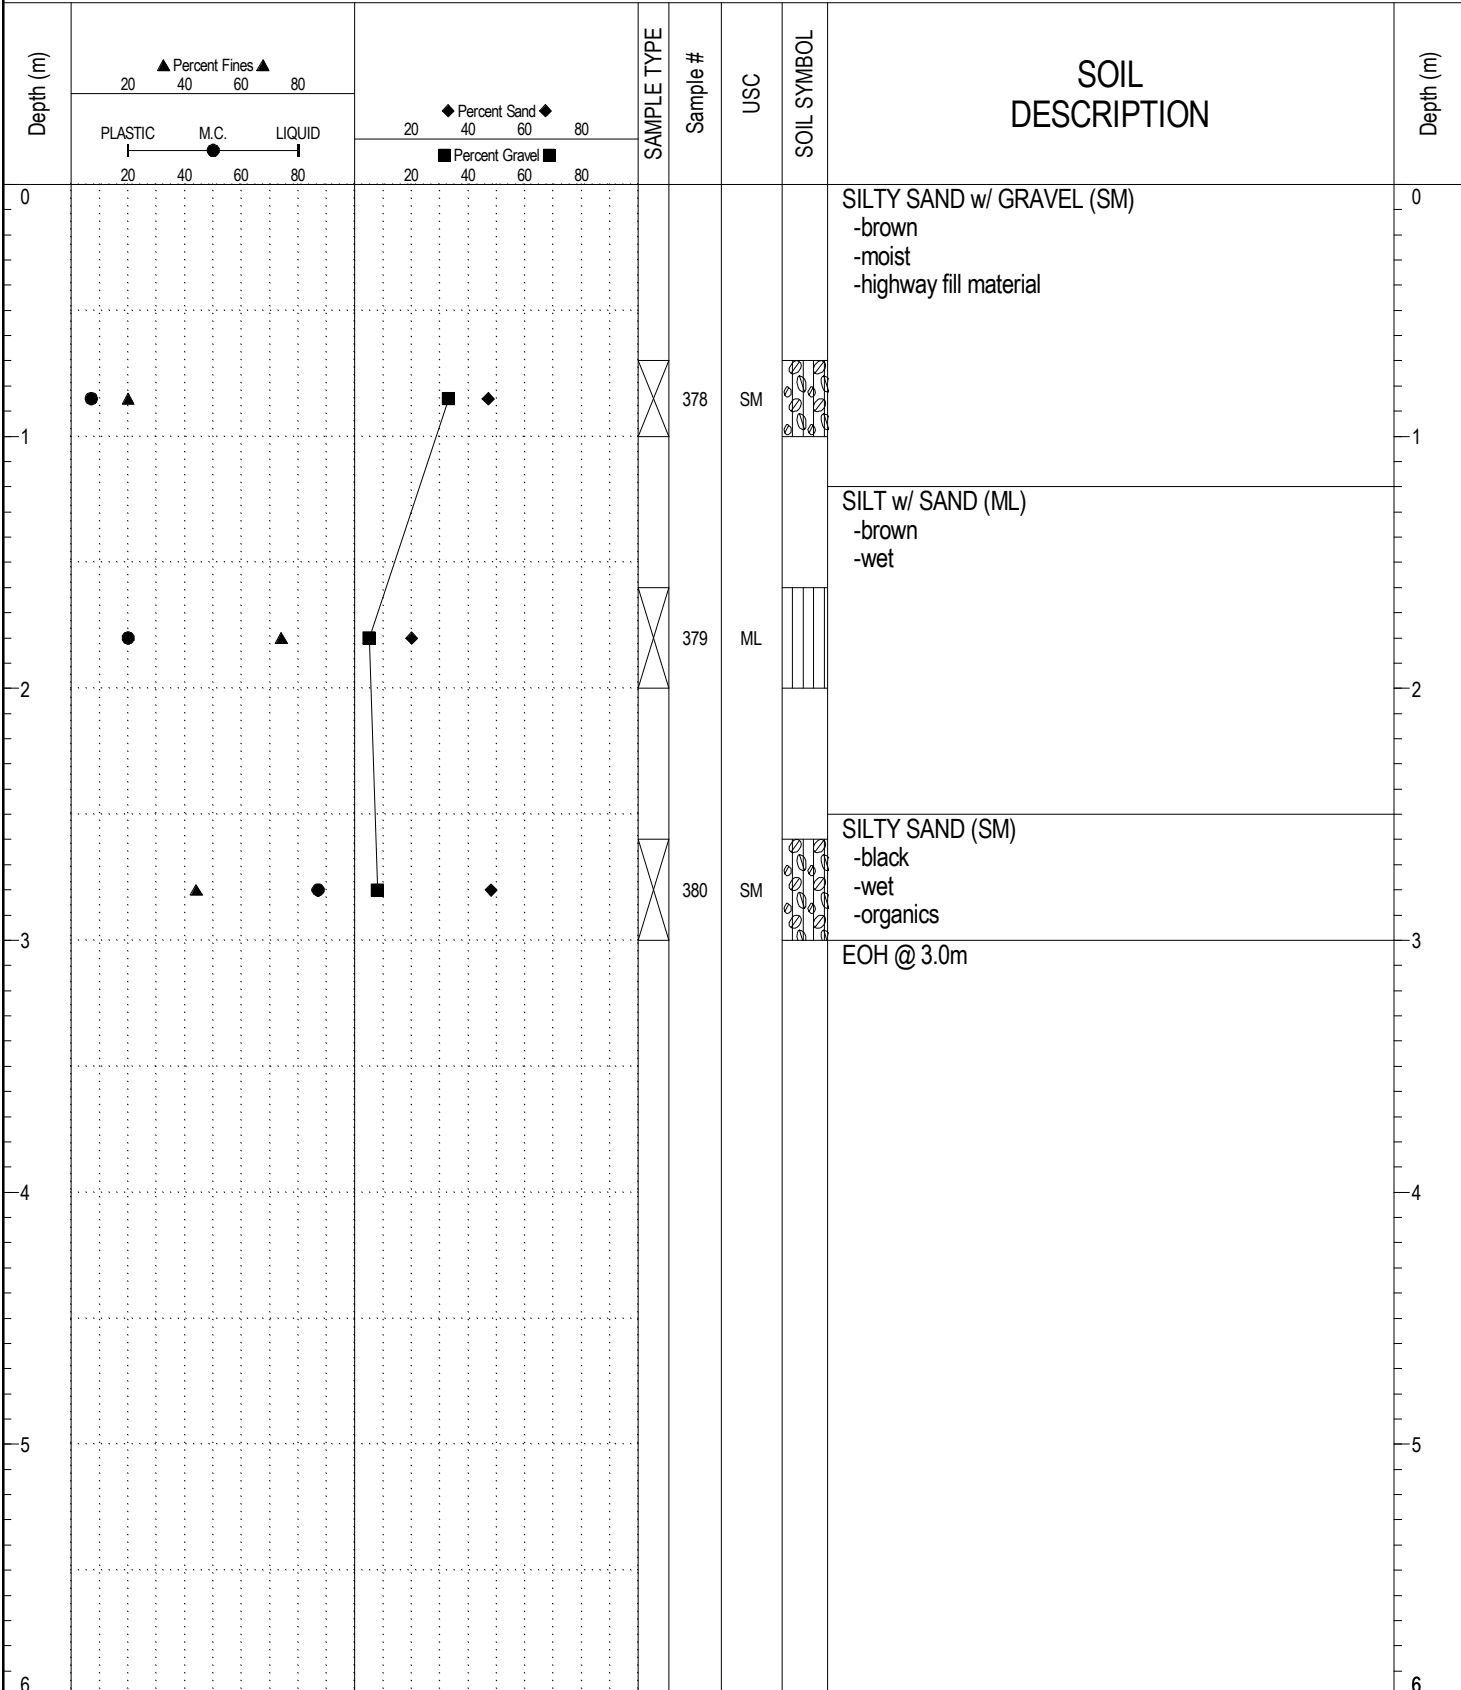 Depth (m)
▲ Percent Fines ▲
20 40 60 80
PLASTIC M.C. LIQUID
20 40 60 80
◆ Percent Sand ◆
20 40 60 80
■ Percent Gravel ■
20 40 60 80
SAMPLE TYPE
Sample #
USC
SOIL SYMBOL
SOIL
DESCRIPTION
Depth (m)
0
SILTY SAND w/ GRAVEL (SM)
0
-brown
-moist
-highway fill material
378 SM
1
1
SILT w/ SAND (ML)
-brown
-wet
379 ML
2
2
SILTY SAND (SM)
-black
-wet
380 SM
-organics
3
3
EOH @ 3.0m
4
4
5
5
6
6